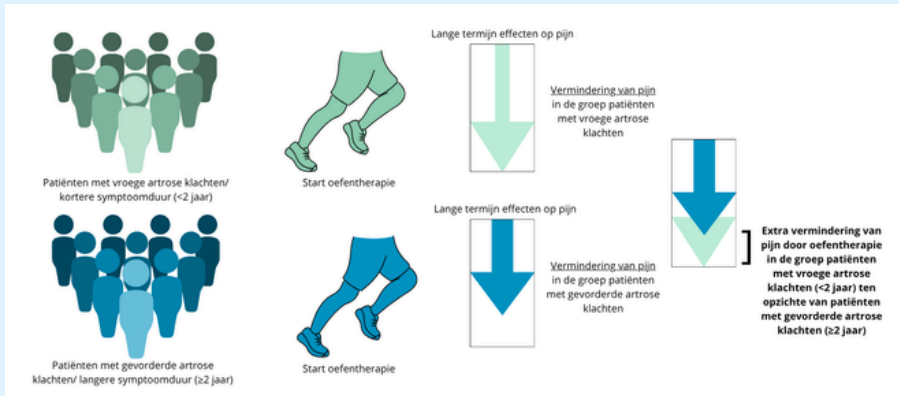 Patiënten met vroege artrose klachten/
kortere symptoomduur (<2 jaar)
Start oefentherapie
Lange termijn effecten op pijn
Vermindering van pijn
in de groep patiënten
met vroege artrose
klachten
Patiënten met gevorderde artrose
klachten/ langere symptoomduur (≥2 jaar)
Start oefentherapie
Lange termijn effecten op pijn
Vermindering van pijn
in de groep patiënten
met gevorderde artrose
klachten
Extra vermindering van
pijn door oefentherapie
in de groep patiënten
met vroege artrose
klachten (<2 jaar) ten
opzichte van patiënten
met gevorderde artrose
klachten (≥2 jaar)